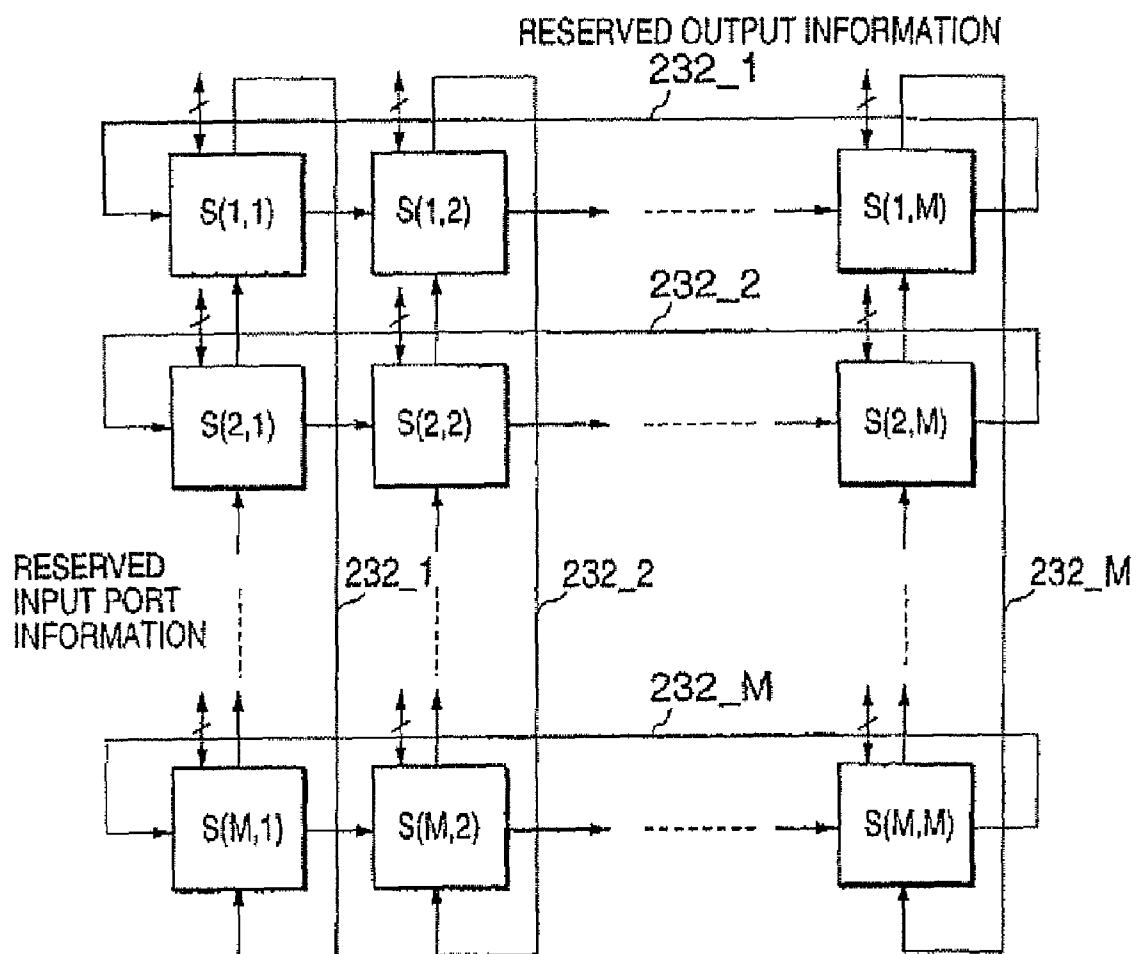 RESERVED OUTPUT INFORMATION
232_1
S(1,1)
S(1,2)
S(1,M)
232_2
S(2,1)
S(2,2)
S(2,M)
RESERVED
INPUT PORT
INFORMATION
232_1
232_2
232_M
232_M
S(M,1)
S(M,2)
S(M,M)